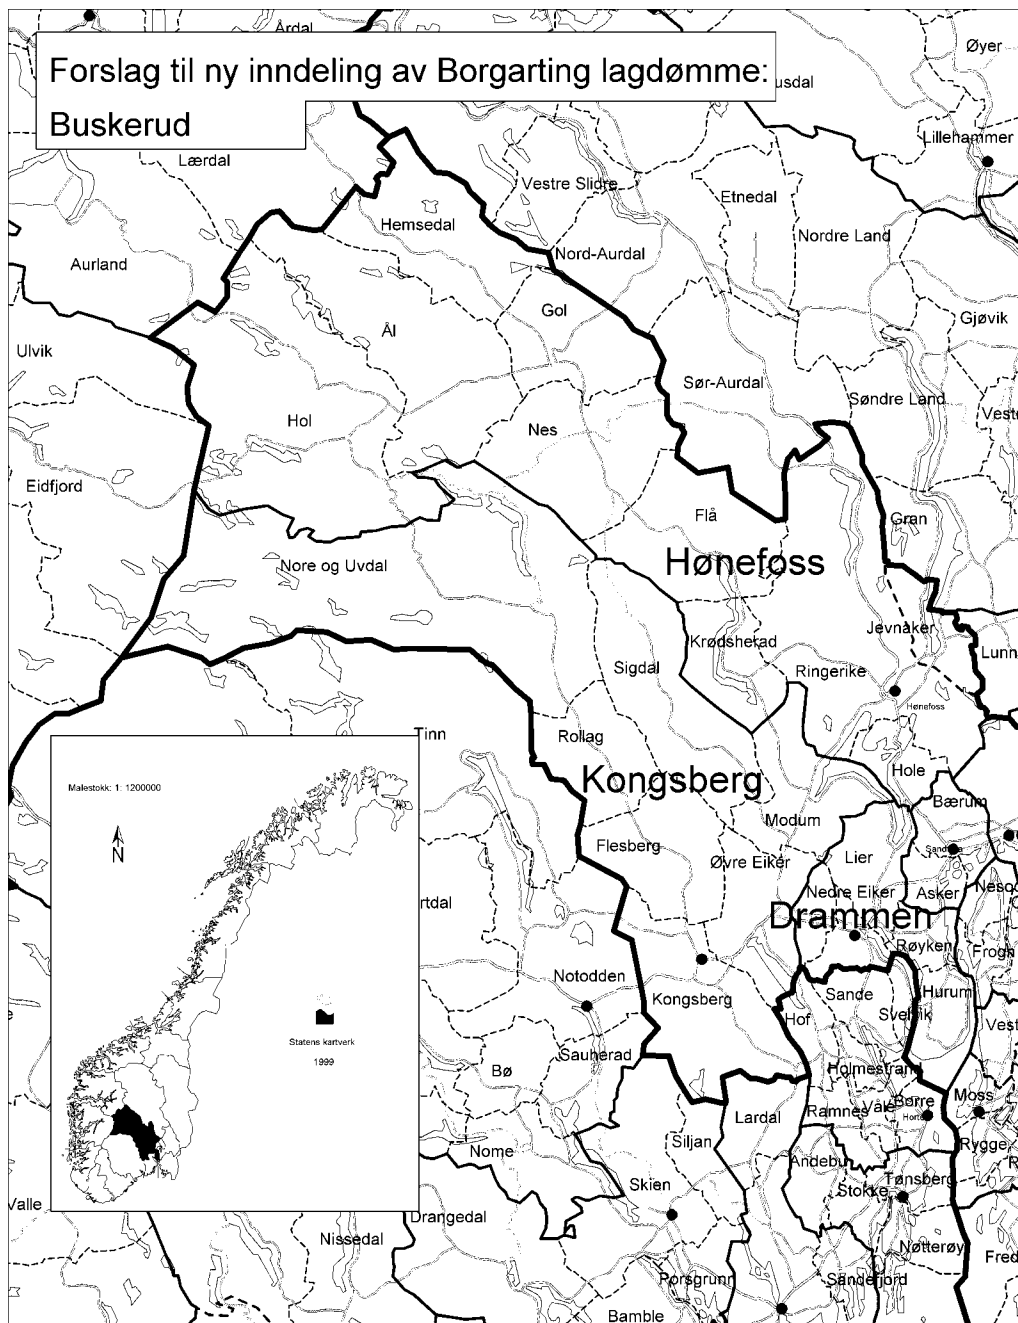 Årdal
Øyer
Forslag til ny inndeling av Borgarting lagdømme:
Buskerud
usdal
Lillehammer
Lærdal
Vestre Slidre
Etnedal
Hemsedal
Nordre Land
Nord-Aurdal
Aurland
Gol
Gjøvik
Ål
Ulvik
Sør-Aurdal
Søndre Land
Vest
Hol
Nes
Eidfjord
Flå
Gran
Hønefoss
Nore og Uvdal
Jevnaker
Krødsherad
Lunn
Sigdal
Ringerike
Hønefoss
Tinn
Rollag
Hole
Kongsberg
Målestokk: 1: 1200000
Bærum
N
Modum
Flesberg
Øvre Eiker
Lier
Nedre Eiker
Asker
Neso
rtdal
Drammen
Røyken
Frogn
Notodden
Kongsberg
Sande
Hurum
Hof
Svelvik
Vest
Statens kartverk
1999
Sauherad
Bø
Holmestrand
Ramnes
Våle
Borre
Moss
Lardal
Horte
Siljan
Rygge
Nome
Andebu
Skien
Stokke
Tønsberg
Valle
Drangedal
Nissedal
Nøtterøy
Fred
Porsgrunn
Sandefjord
Bamble